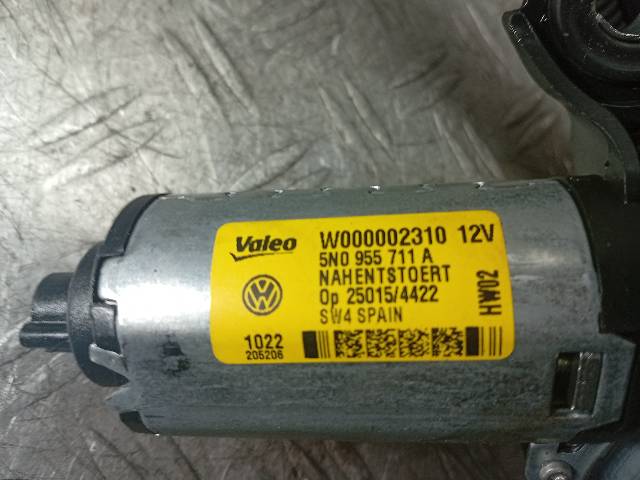 Valeo W000002310 12V
5N0 955 711 A
NAHENTSTOERT
Op 25015/4422
SW4 SPAIN
HW02
1022
205206